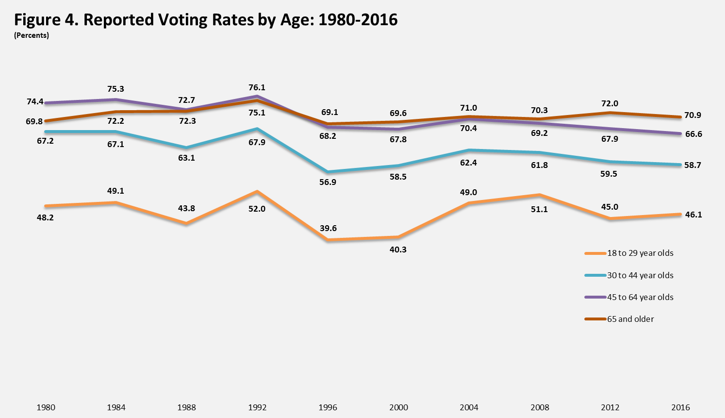 Figure 4. Reported Voting Rates by Age: 1980-2016
(Percents)
74.4 75.3 72.7 76.1 69.1 69.6 71.0 70.3 72.0 70.9
69.8 72.2 72.3 75.1 68.2 67.8 70.4 69.2 67.9 66.6
67.2 67.1 63.1 67.9 56.9 58.5 62.4 61.8 59.5 58.7
48.2 49.1 43.8 52.0 39.6 40.3 49.0 51.1 45.0 46.1
18 to 29 year olds
30 to 44 year olds
45 to 64 year olds
65 and older
1980 1984 1988 1992 1996 2000 2004 2008 2012 2016